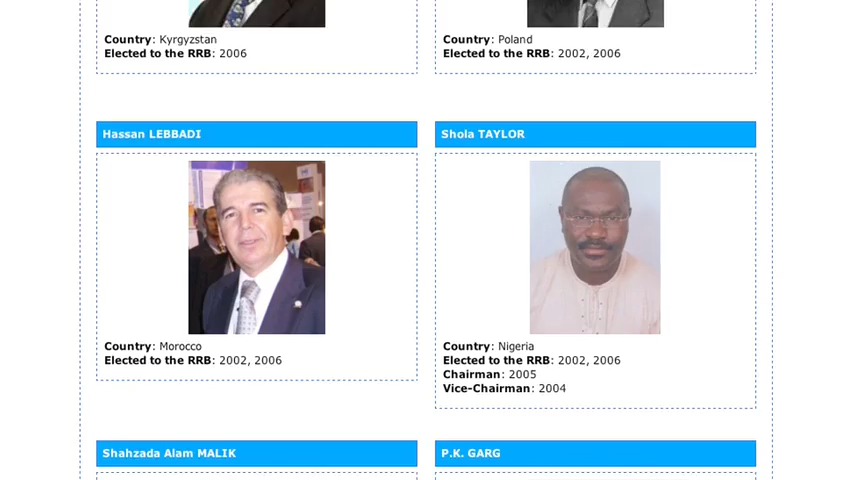 Country: Kyrgyzstan
Elected to the RRB: 2006
Country: Poland
Elected to the RRB: 2002, 2006
Hassan LEBBADI
Country: Morocco
Elected to the RRB: 2002, 2006
Shola TAYLOR
Country: Nigeria
Elected to the RRB: 2002, 2006
Chairman: 2005
Vice-Chairman: 2004
Shahzada Alam MALIK
P.K. GARG